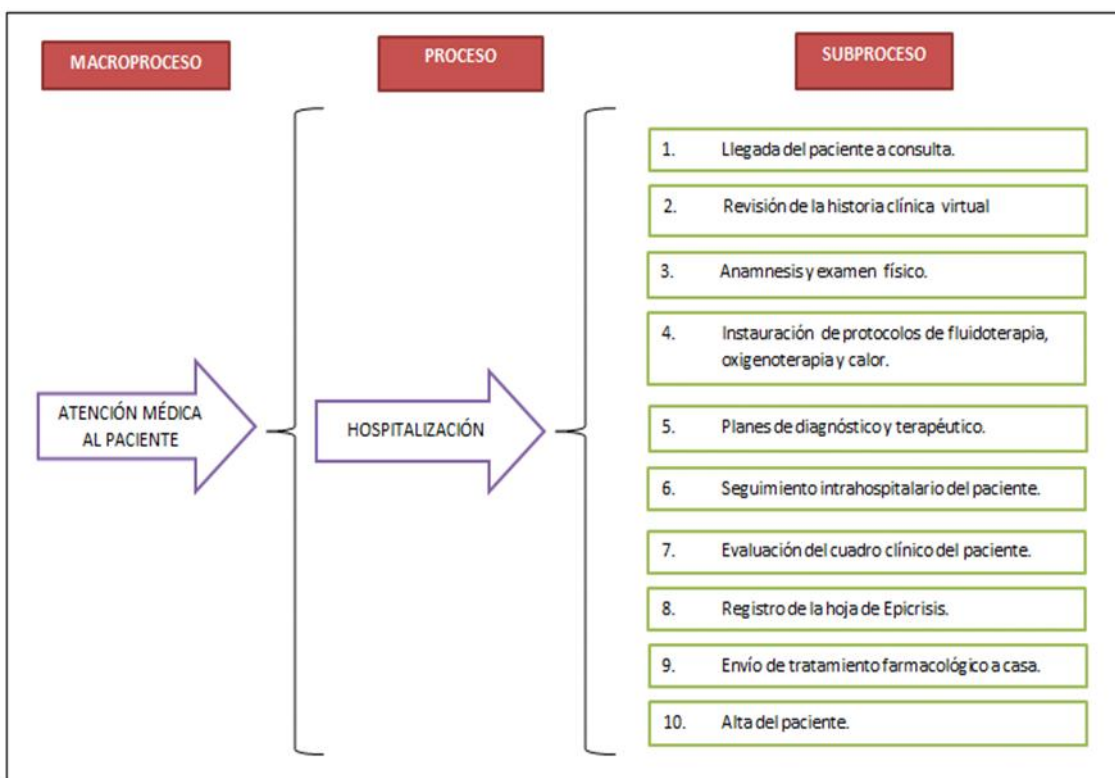 MACROPROCESO
PROCESO
SUBPROCESO
ATENCIÓN MÉDICA
AL PACIENTE
HOSPITALIZACIÓN
1. Llegada del paciente a consulta.
2. Revisión de la historia clínica virtual
3. Anamnesis y examen físico.
4. Instauración de protocolos de fluidoterapia,
oxigenoterapia y calor.
5. Planes de diagnóstico y terapéutico.
6. Seguimiento intrahospitalario del paciente.
7. Evaluación del cuadro clínico del paciente.
8. Registro de la hoja de Epicrisis.
9. Envío de tratamiento farmacológico a casa.
10. Alta del paciente.